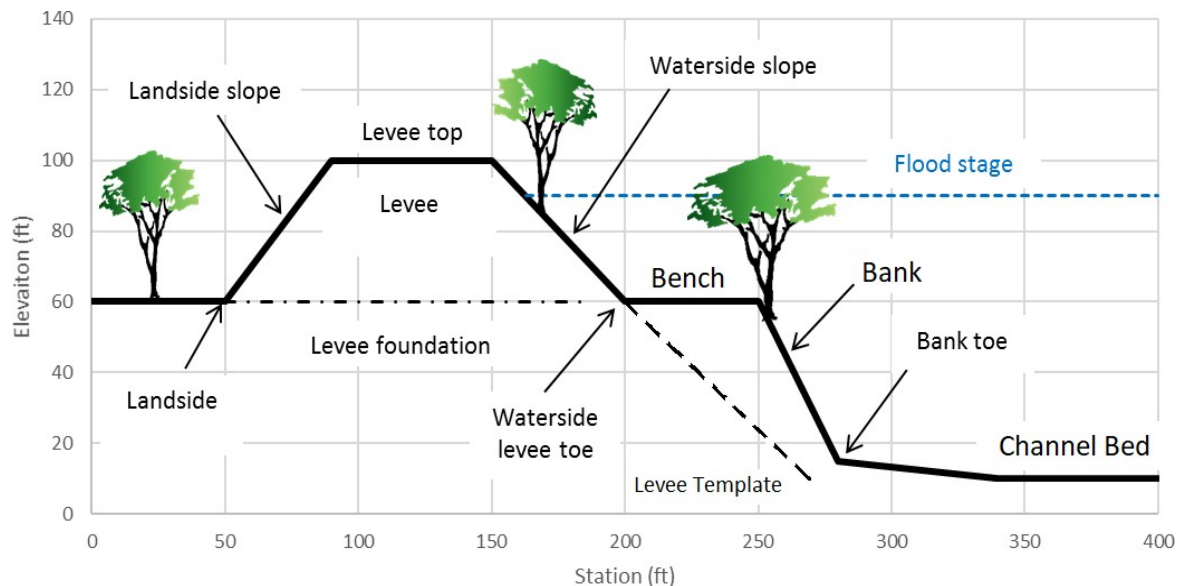 140
120
100
80
60
40
20
0
Elevaiton (ft)
Landside slope
Levee top
Waterside slope
Flood stage
Levee
Bench
Bank
Levee foundation
Bank toe
Landside
Waterside
levee toe
Channel Bed
Levee Template
0 50 100 150 200 250 300 350 400
Station (ft)